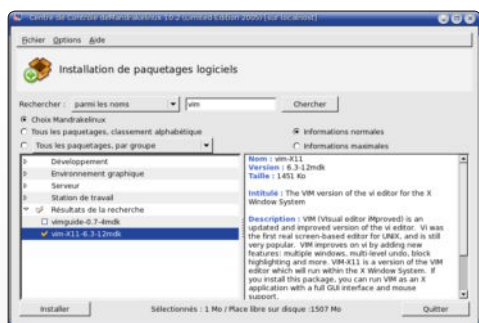 Centre de Contrôle deMandrakelinux 10.2 (Limited Edition 2005) [sur localhost]
Fichier Options Aide
Installation de paquetages logiciels
Rechercher : parmi les noms vim Chercher
Choix Mandrakelinux
Tous les paquetages, classement alphabétique
Tous les paquetages, par groupe
Informations normales
Informations maximales
Développement
Environnement graphique
Serveur
Station de travail
Résultats de la recherche
vimguide-0.7-4mdk
vim-X11-6.3-12mdk
Nom : vim-X11
Version : 6.3-12mdk
Taille : 1451 Ko
Intitulé : The VIM version of the vi editor for the X
Window System
Description : VIM (VIsual editor iMproved) is an
updated and improved version of the vi editor. Vi was
the first real screen-based editor for UNIX, and is still
very popular. VIM improves on vi by adding new
features: multiple windows, multi-level undo, block
highlighting and more. VIM-X11 is a version of the VIM
editor which will run within the X Window System. If
you install this package, you can run VIM as an X
application with a full GUI interface and mouse
support.
Installer Sélectionnés : 1 Mo / Place libre sur disque :1507 Mo Quitter